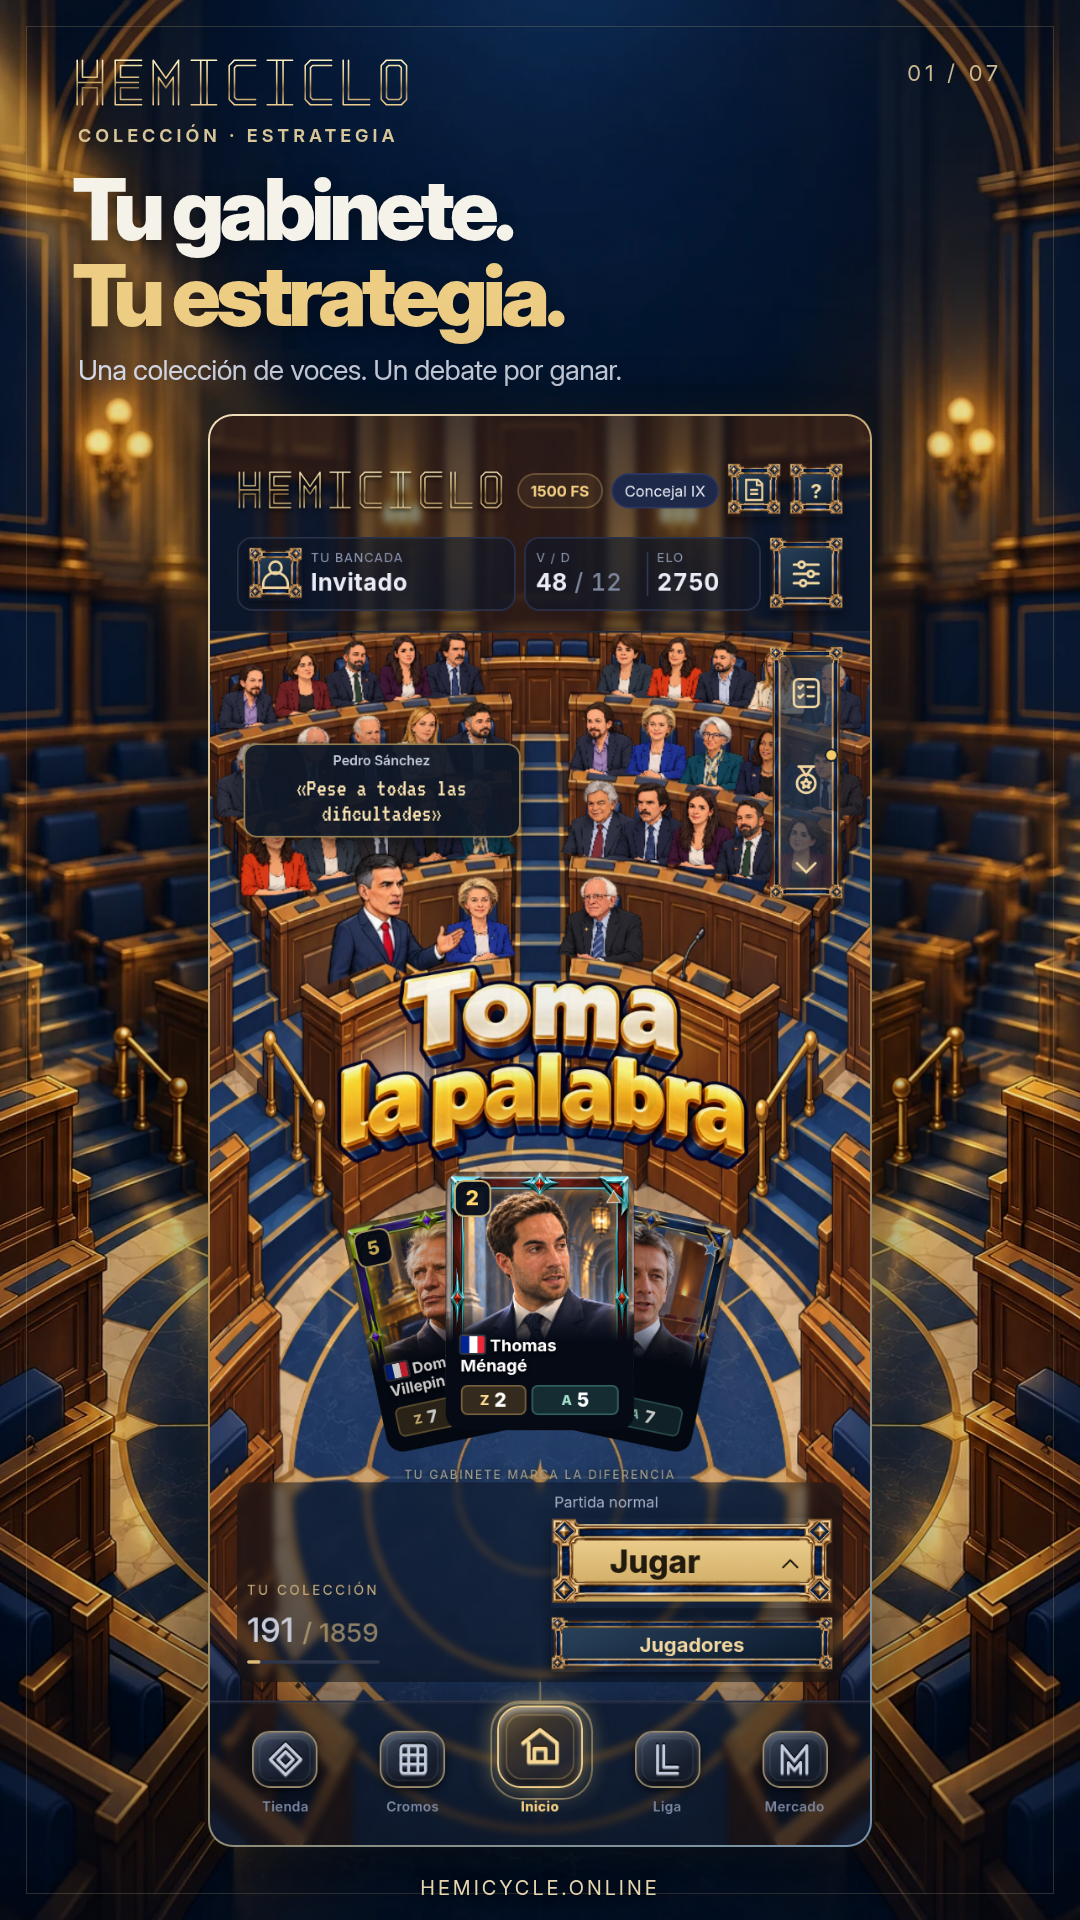 HEMICICLO
01 / 07
COLECCIÓN · ESTRATEGIA
Tu gabinete.
Tu estrategia.
Una colección de voces. Un debate por ganar.
HEMICICLO
1500 FS
Concejal IX
?
TU BANCADA
Invitado
V / D
48 / 12
ELO
2750
Pedro Sánchez
«Pese a todas las
dificultades»
Toma
la palabra
5
Dom
Villepin
Z 7
2
Thomas
Ménagé
Z 2
A 5
A 7
TU GABINETE MARCA LA DIFERENCIA
Partida normal
Jugar
TU COLECCIÓN
191 / 1859
Jugadores
Tienda
Cromos
Inicio
Liga
Mercado
HEMICYCLE.ONLINE